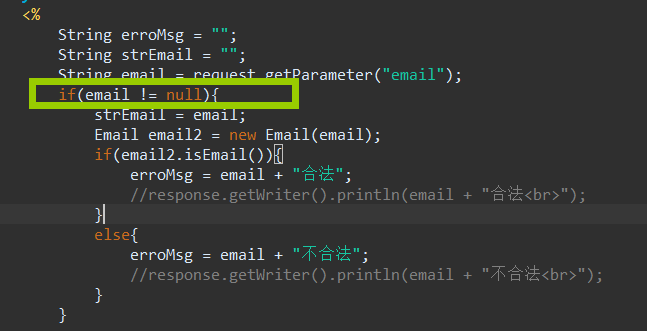 <%
String erroMsg = "";
String strEmail = "";
String email = request.getParameter("email");
if(email != null){
strEmail = email;
Email email2 = new Email(email);
if(email2.isEmail()){
erroMsg = email + "合法";
//response.getWriter().println(email + "合法<br>");
}
else{
erroMsg = email + "不合法";
//response.getWriter().println(email + "不合法<br>");
}
}